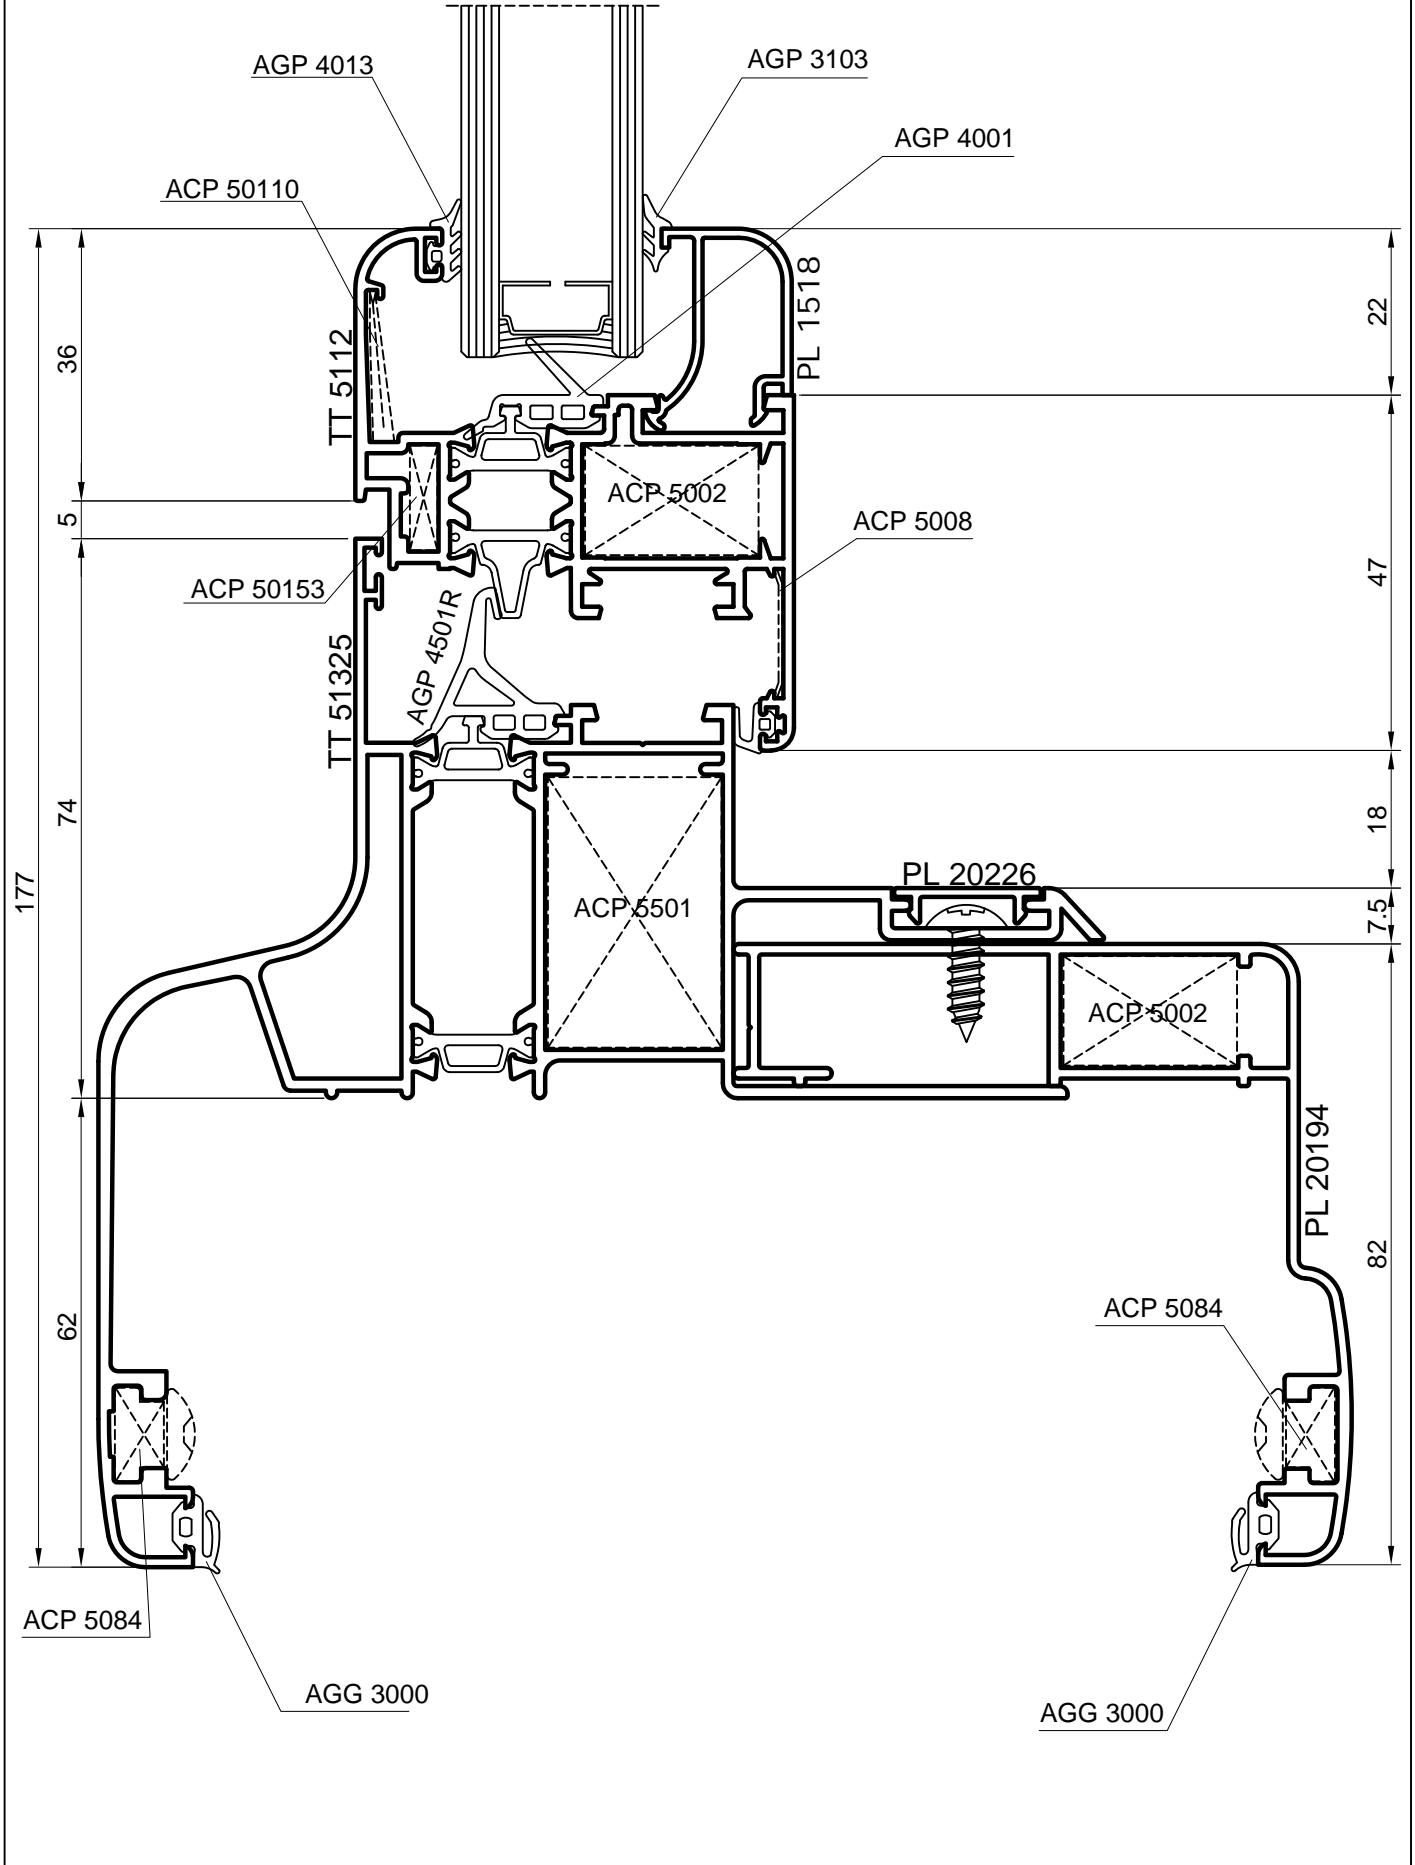 AGP 4013
AGP 3103
AGP 4001
ACP 50110
PL 1518
22
TT 5112
36
ACP 5002
5
ACP 5008
ACP 50153
47
AGP 4501R
TT 51325
74
18
177
PL 20226
ACP 5501
7.5
ACP 5002
PL 20194
82
62
ACP 5084
ACP 5084
AGG 3000
AGG 3000